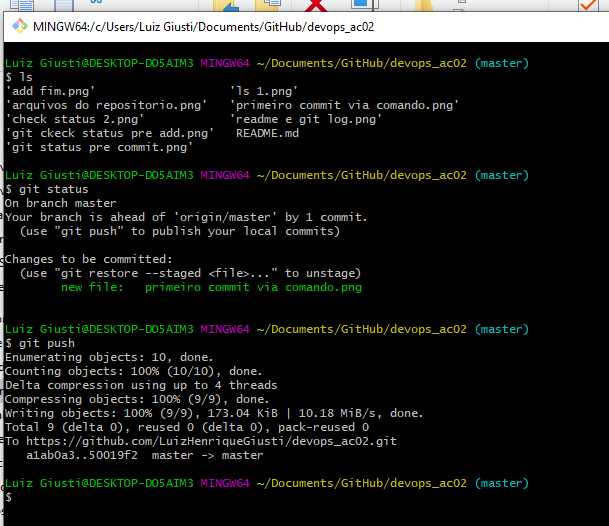 MINGW64:/c/Users/Luiz Giusti/Documents/GitHub/devops_ac02
Luiz Giusti@DESKTOP-DO5AIM3 MINGW64 ~/Documents/GitHub/devops_ac02 (master)
$ ls
'add fim.png' 'ls 1.png'
'arquivos do repositorio.png' 'primeiro commit via comando.png'
'check status 2.png' 'readme e git log.png'
'git ckeck status pre add.png' README.md
'git status pre commit.png'
Luiz Giusti@DESKTOP-DO5AIM3 MINGW64 ~/Documents/GitHub/devops_ac02 (master)
$ git status
On branch master
Your branch is ahead of 'origin/master' by 1 commit.
(use "git push" to publish your local commits)
Changes to be committed:
(use "git restore --staged <file>..." to unstage)
new file: primeiro commit via comando.png
Luiz Giusti@DESKTOP-DO5AIM3 MINGW64 ~/Documents/GitHub/devops_ac02 (master)
$ git push
Enumerating objects: 10, done.
Counting objects: 100% (10/10), done.
Delta compression using up to 4 threads
Compressing objects: 100% (9/9), done.
Writing objects: 100% (9/9), 173.04 KiB | 10.18 MiB/s, done.
Total 9 (delta 0), reused 0 (delta 0), pack-reused 0
To https://github.com/LuizHenriqueGiusti/devops_ac02.git
a1ab0a3..50019f2 master -> master
Luiz Giusti@DESKTOP-DO5AIM3 MINGW64 ~/Documents/GitHub/devops_ac02 (master)
$